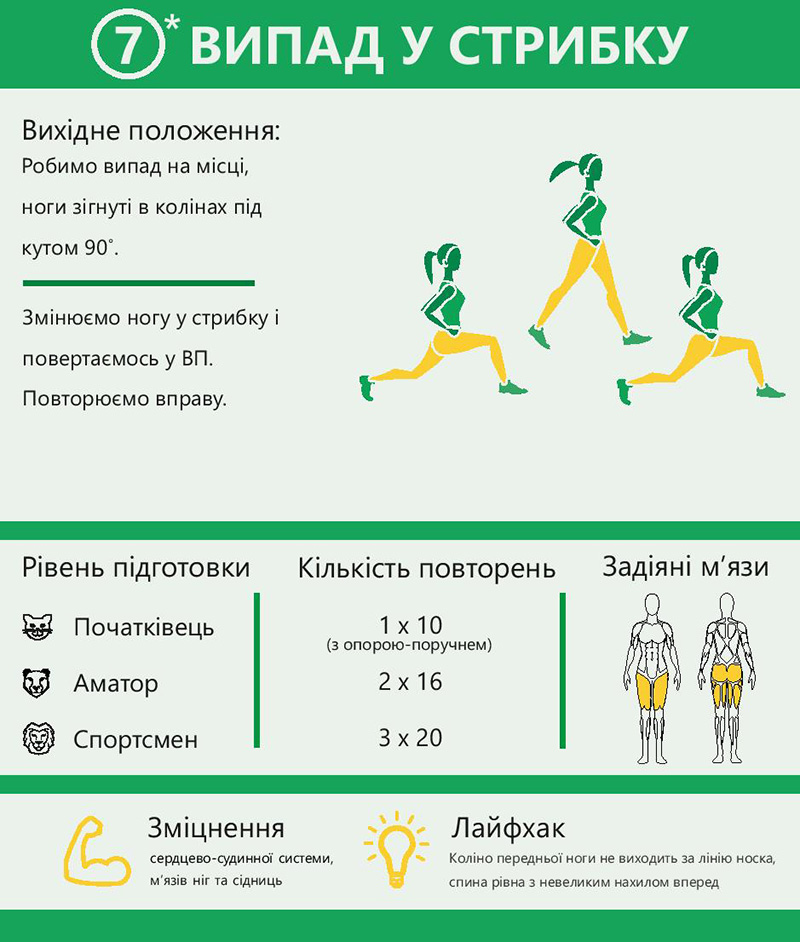 7* ВИПАД У СТРИБКУ
Вихідне положення:
Робимо випад на місці,
ноги зігнуті в колінах під
кутом 90˚.
Змінюємо ногу у стрибку і
повертаємось у ВП.
Повторюємо вправу.
Рівень підготовки
Кількість повторень
Задіяні м’язи
Початківець
1 x 10
(з опорою-поручнем)
Аматор
2 x 16
Спортсмен
3 x 20
Зміцнення
сердцево-судинної системи,
м’язів ніг та сідниць
Лайфхак
Коліно передньої ноги не виходить за лінію носка,
спина рівна з невеликим нахилом вперед